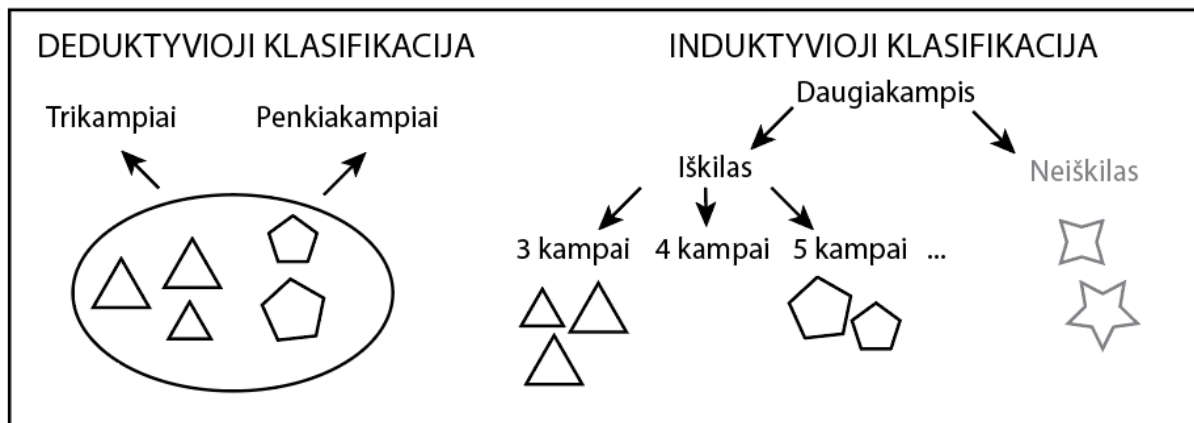 DEDUKTYVIOJI KLASIFIKACIJA
Trikampiai
Penkiakampiai
INDUKTYVIOJI KLASIFIKACIJA
Daugiakampis
Iškilas
Neiškilas
3 kampai
4 kampai
5 kampai
...